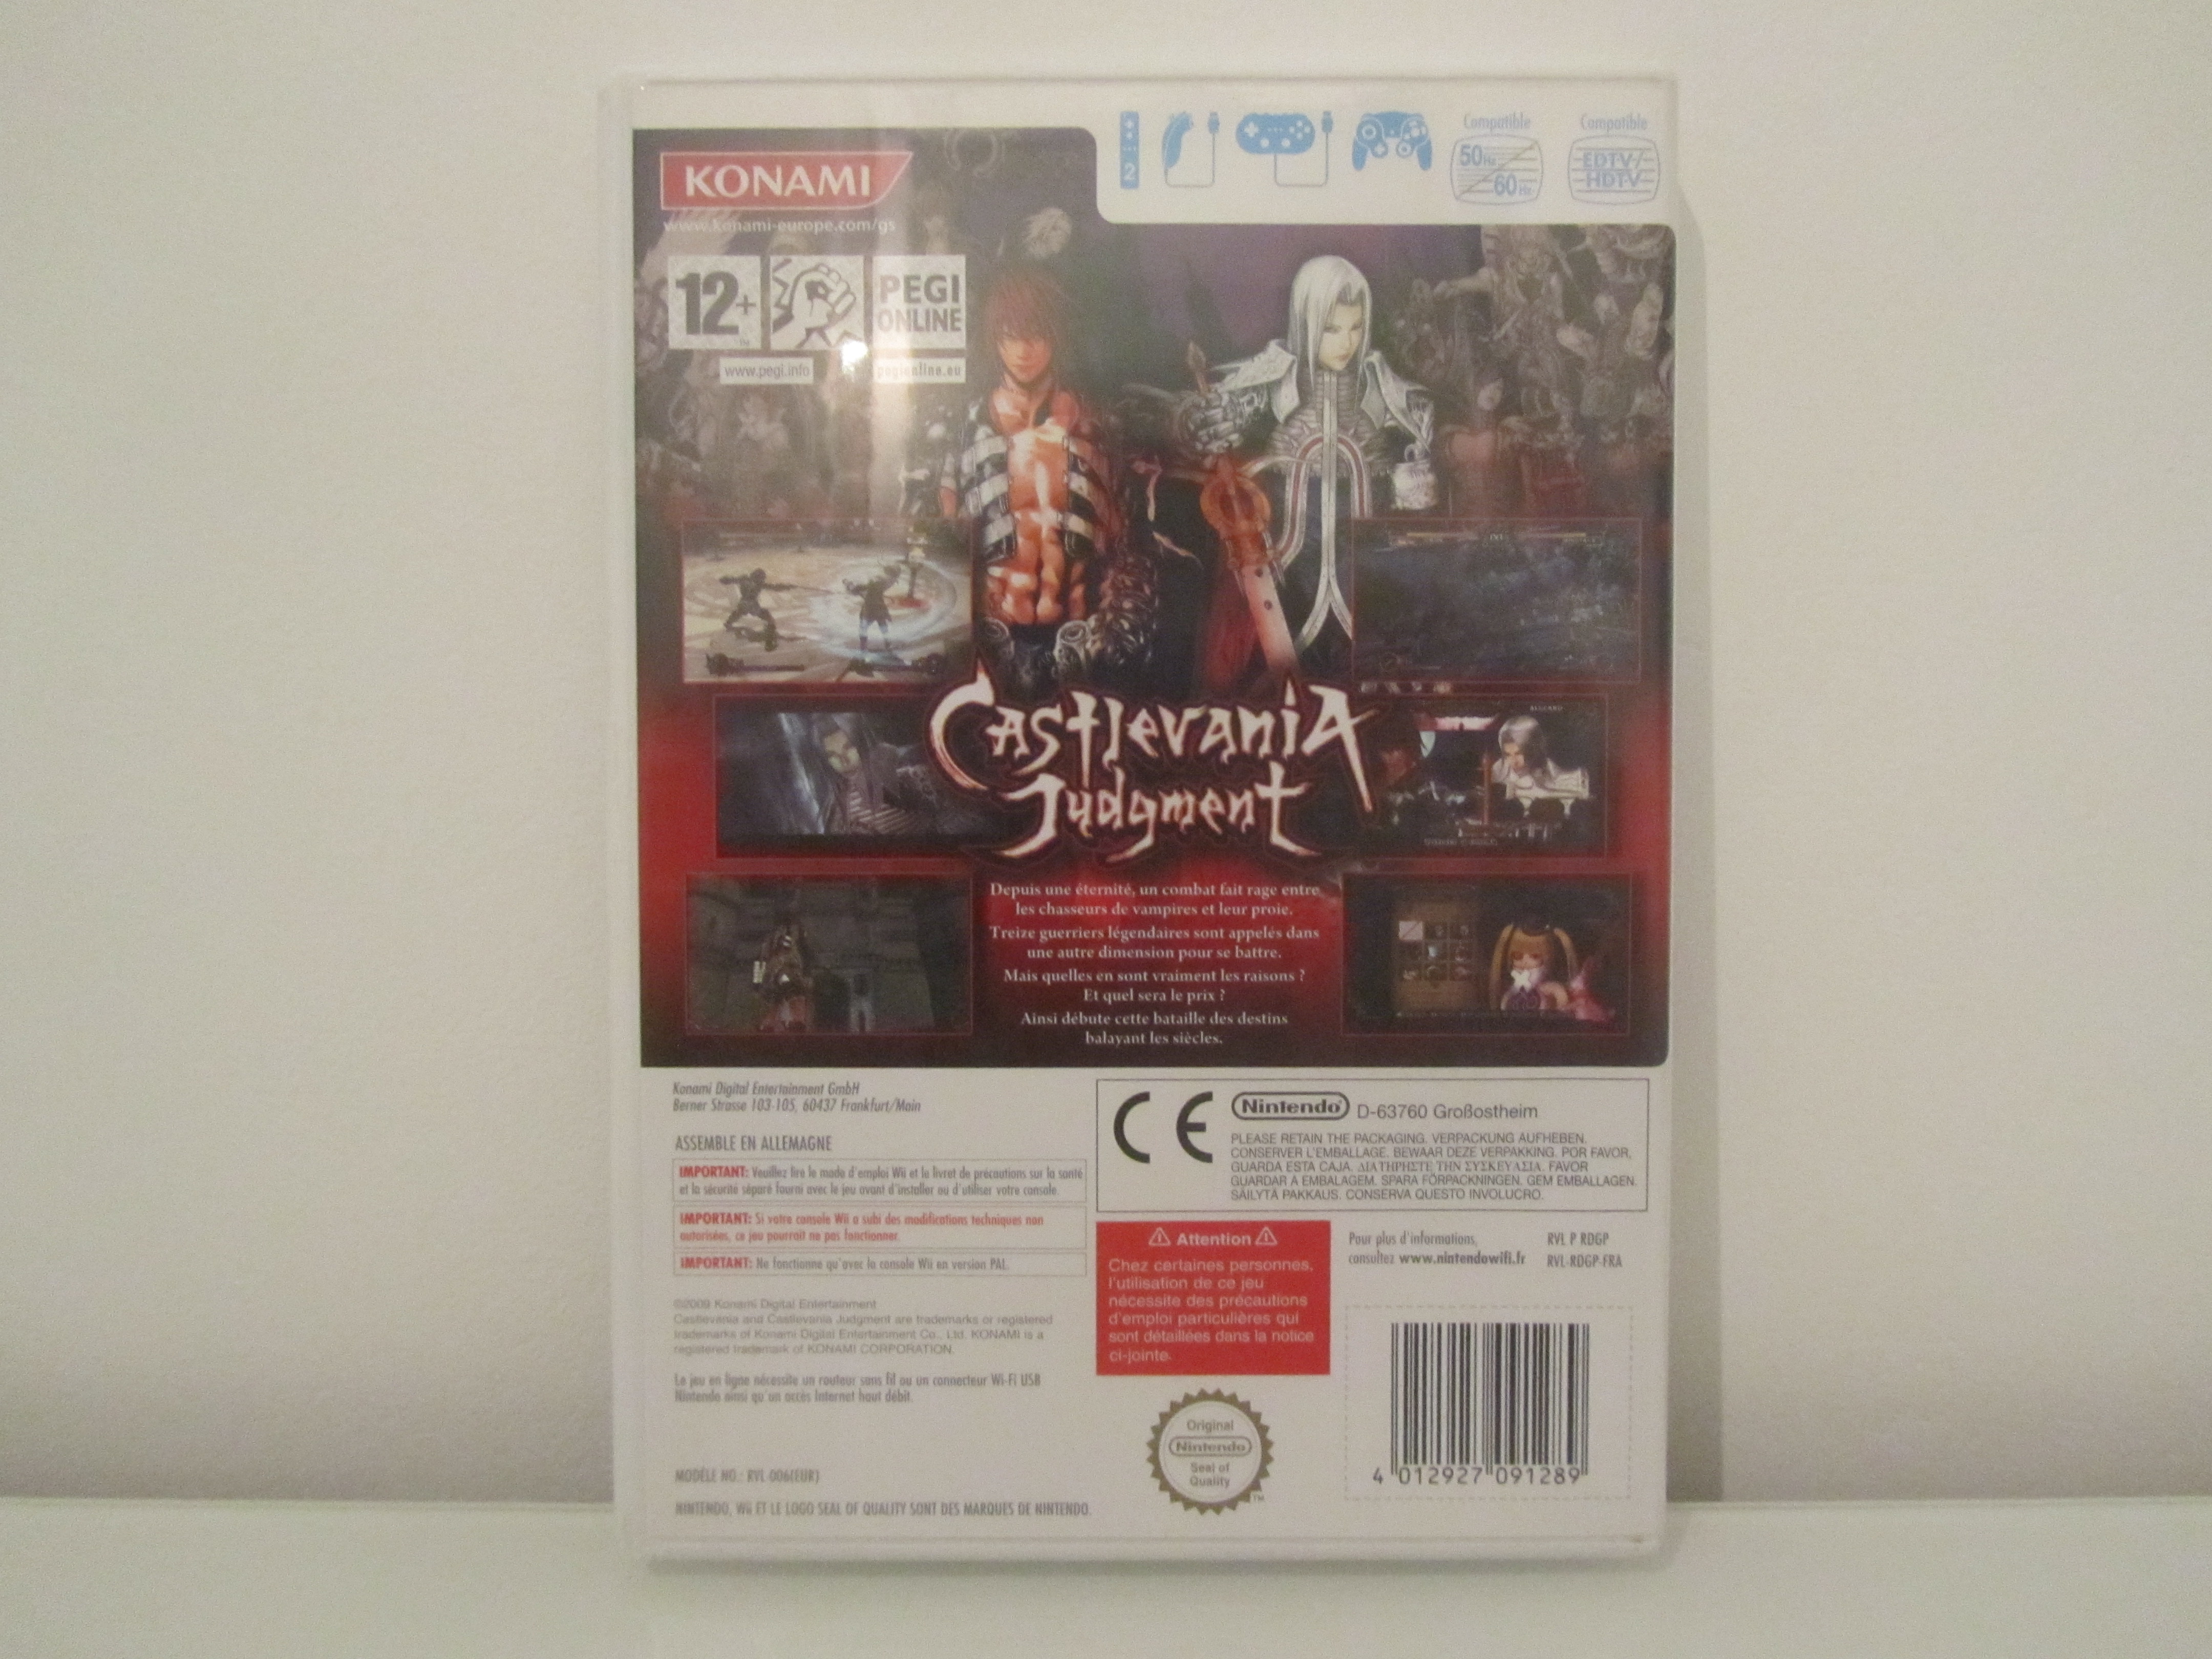 Compatible
Compatible
2
50Hz
60Hz
EDTV/
HDTV
KONAMI
www.konami-europe.com/gs
12+
PEGI
ONLINE
www.pegi.info
pegionline.eu
Castlevania
Judgment
Depuis une éternité, un combat fait rage entre
les chasseurs de vampires et leur proie.
Treize guerriers légendaires sont appelés dans
une autre dimension pour se battre.
Mais quelles en sont vraiment les raisons ?
Et quel sera le prix ?
Ainsi débute cette bataille des destins
balayant les siècles.
Konami Digital Entertainment GmbH
Berner Strasse 103-105, 60437 Frankfurt/Main
ASSEMBLE EN ALLEMAGNE
IMPORTANT: Veuillez lire le mode d'emploi Wii et le livret de précautions sur la santé
et la sécurité séparé fourni avec le jeu avant d'installer ou d'utiliser votre console.
IMPORTANT: Si votre console Wii a subi des modifications techniques non
autorisées, ce jeu pourrait ne pas fonctionner.
IMPORTANT: Ne fonctionne qu'avec la console Wii en version PAL.
©2009 Konami Digital Entertainment
Castlevania and Castlevania Judgment are trademarks or registered
trademarks of Konami Digital Entertainment Co., Ltd. KONAMI is a
registered trademark of KONAMI CORPORATION.
Le jeu en ligne nécessite un routeur sans fil ou un connecteur Wi-Fi USB
Nintendo ainsi qu'un accès Internet haut débit.
MODÈLE NO.: RVL-006(EUR)
NINTENDO, Wii ET LE LOGO SEAL OF QUALITY SONT DES MARQUES DE NINTENDO.
CE
Nintendo D-63760 Großostheim
PLEASE RETAIN THE PACKAGING. VERPACKUNG AUFHEBEN.
CONSERVER L'EMBALLAGE. BEWAAR DEZE VERPAKKING. POR FAVOR,
GUARDA ESTA CAJA. ΔΙΑΤΗΡΗΣΤΕ ΤΗΝ ΣΥΣΚΕΥΑΣΙΑ. FAVOR
GUARDAR A EMBALAGEM. SPARA FÖRPACKNINGEN. GEM EMBALLAGEN.
SÄILYTÄ PAKKAUS. CONSERVA QUESTO INVOLUCRO.
Attention
Chez certaines personnes,
l'utilisation de ce jeu
nécessite des précautions
d'emploi particulières qui
sont détaillées dans la notice
ci-jointe.
Pour plus d'informations,
consultez www.nintendowifi.fr
RVL P RDGP
RVL-RDGP-FRA
Original
Nintendo
Seal of
Quality
TM
4 012927 091289